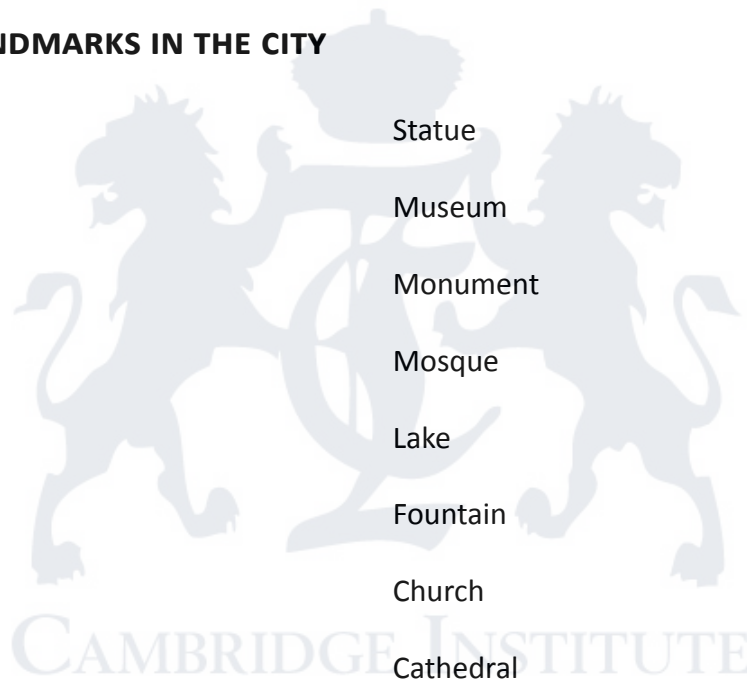 NDMARKS IN THE CITY
Statue
Museum
Monument
Mosque
Lake
Fountain
Church
Cathedral
CAMBRIDGE INSTITUTE